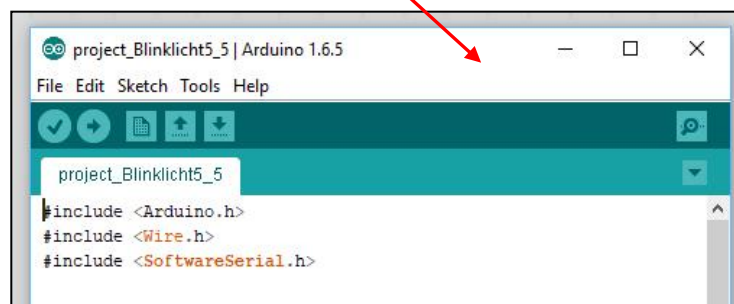 project_Blinklicht5_5 | Arduino 1.6.5
File Edit Sketch Tools Help
project_Blinklicht5_5
#include <Arduino.h>
#include <Wire.h>
#include <SoftwareSerial.h>